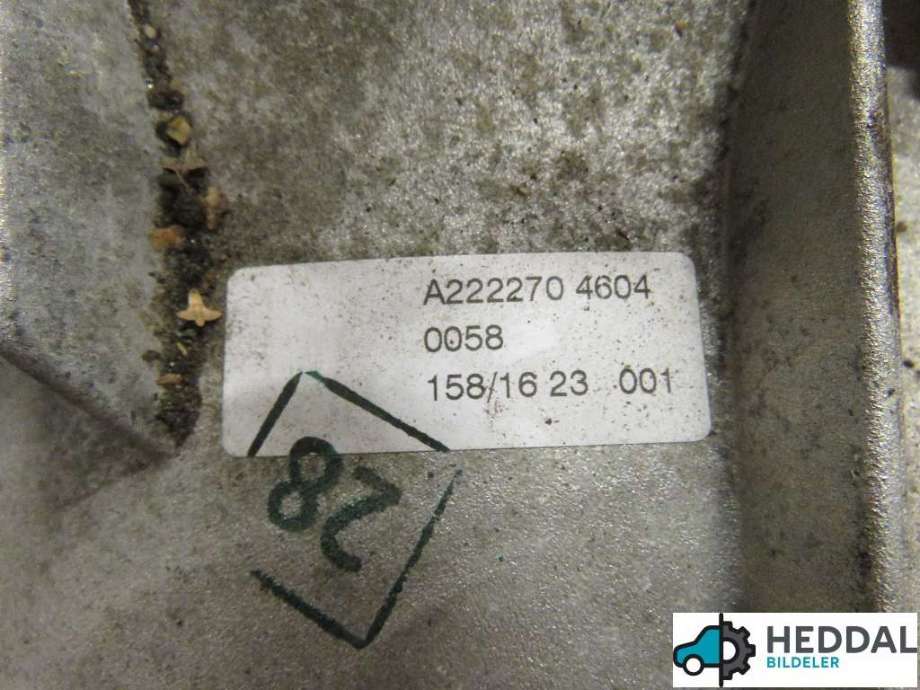 A222270 4604
0058
158/16 23 001
28
HEDDAL
BILDELER